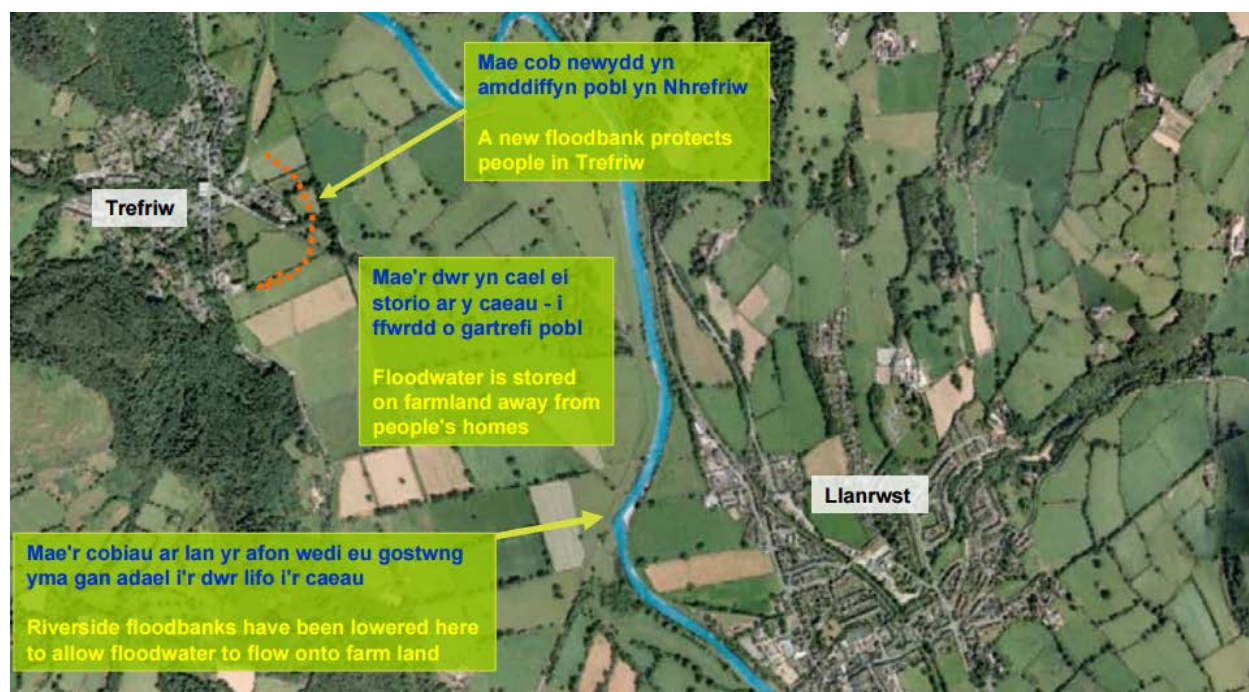 Mae cob newydd yn
amddiffyn pobl yn Nhrefriw
A new floodbank protects
people in Trefriw
Trefriw
Mae'r dwr yn cael ei
storio ar y caeau - i
ffwrdd o gartrefi pobl
Floodwater is stored
on farmland away from
people's homes
Llanrwst
Mae'r cobiau ar lan yr afon wedi eu gostwng
yma gan adael i'r dwr lifo i'r caeau
Riverside floodbanks have been lowered here
to allow floodwater to flow onto farm land